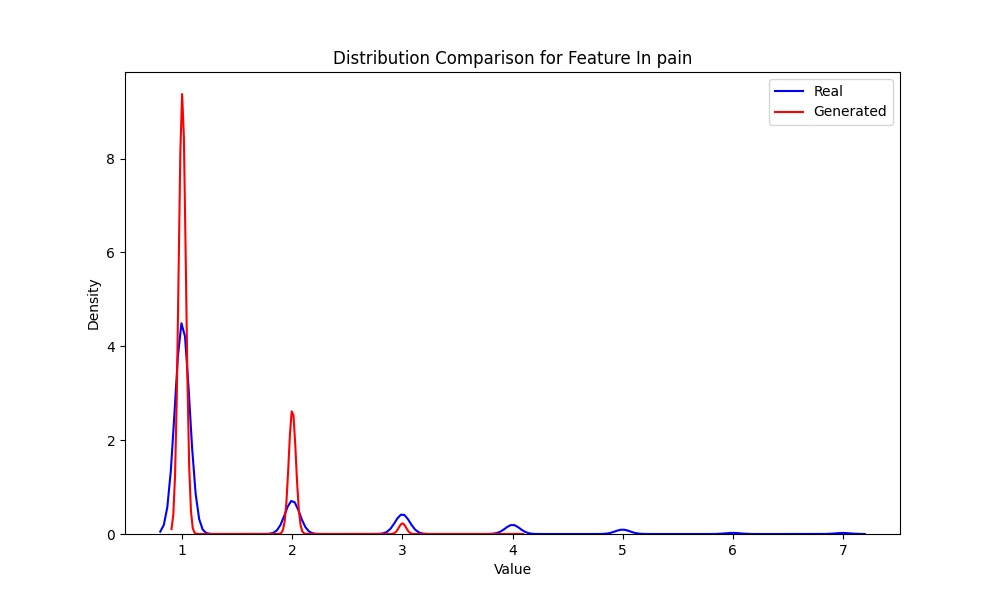 Distribution Comparison for Feature In pain
Real
Generated
Density
8
6
4
2
0
1 2 3 4 5 6 7
Value